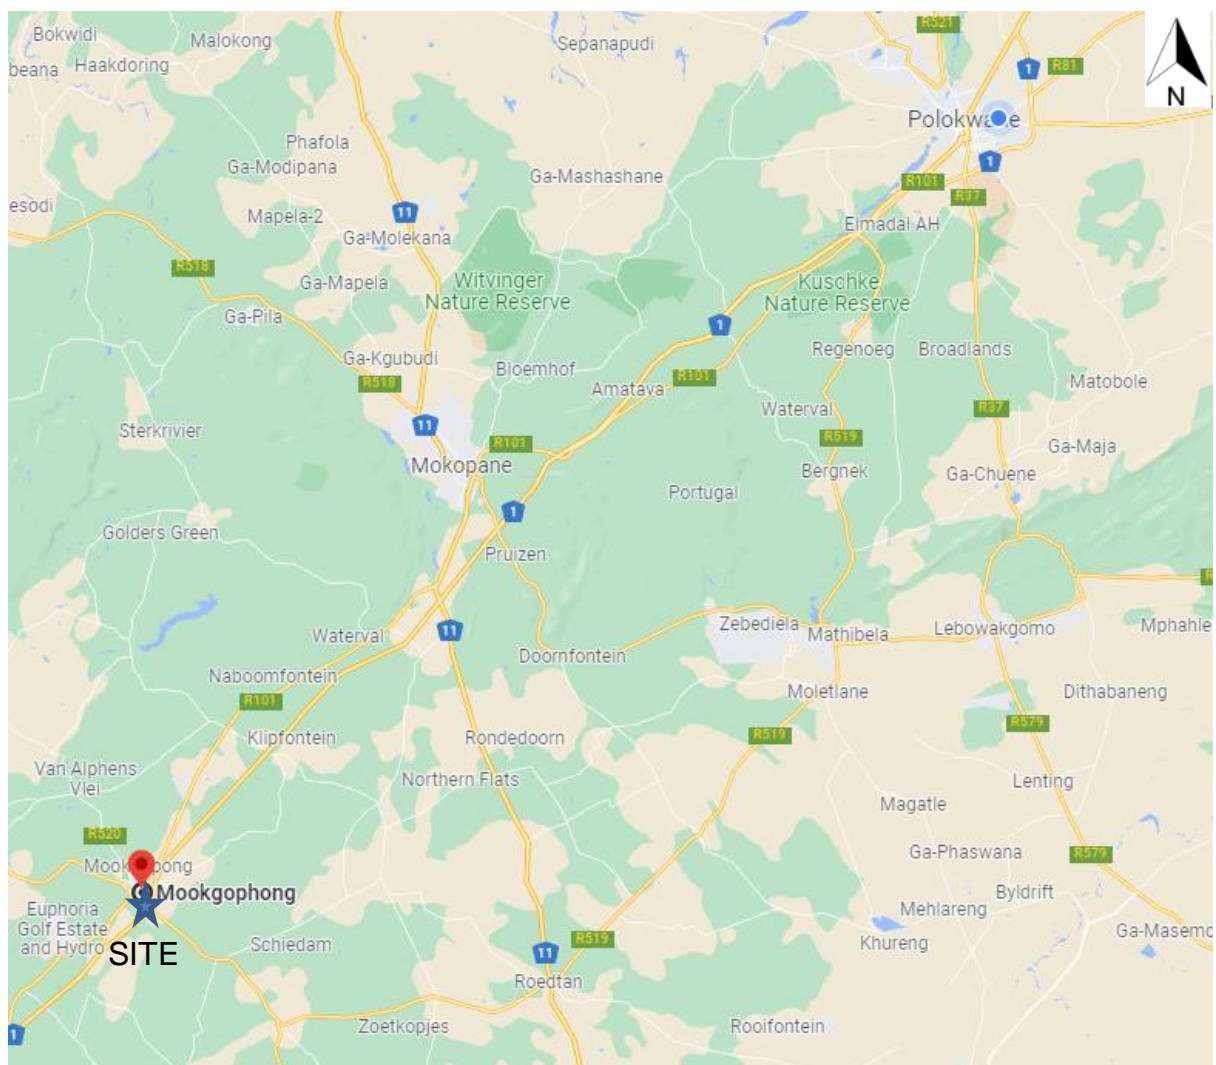 R521
Bokwidi
Malokong
Sepanapudi
beana
Haakdoring
1
R81
N
Polokwane
Phafola
Ga-Modipana
1
Ga-Mashashane
R101
R37
esodi
Mapela-2
11
Ga-Molekana
Elmadal AH
R518
Ga-Mapela
Witvinger
Nature Reserve
Kuschke
Nature Reserve
Ga-Pila
1
Ga-Kgubudi
Bloemhof
Regenoeg
Broadlands
R518
Amatava
R101
Matobole
Waterval
R37
Sterkrivier
11
R101
R519
Ga-Maja
Mokopane
Bergnek
Ga-Chuene
Portugal
1
Golders Green
Pruizen
R
Waterval
11
Zebediela
Mathibela
Lebowakgomo
Mphahle
Doornfontein
Naboomfontein
R101
Moletlane
Dithabaneng
Klipfontein
Rondedoorn
R519
R579
Van Alphens
Vlei
Northern Flats
Lenting
Magatle
R520
Ga-Phaswana
R579
Mookgophong
Byldrift
Euphoria
Golf Estate
and Hydro
Mehlareng
Ga-Masemo
SITE
Schiedam
R519
Khureng
11
Roedtan
1
Zoetkopjes
Rooifontein